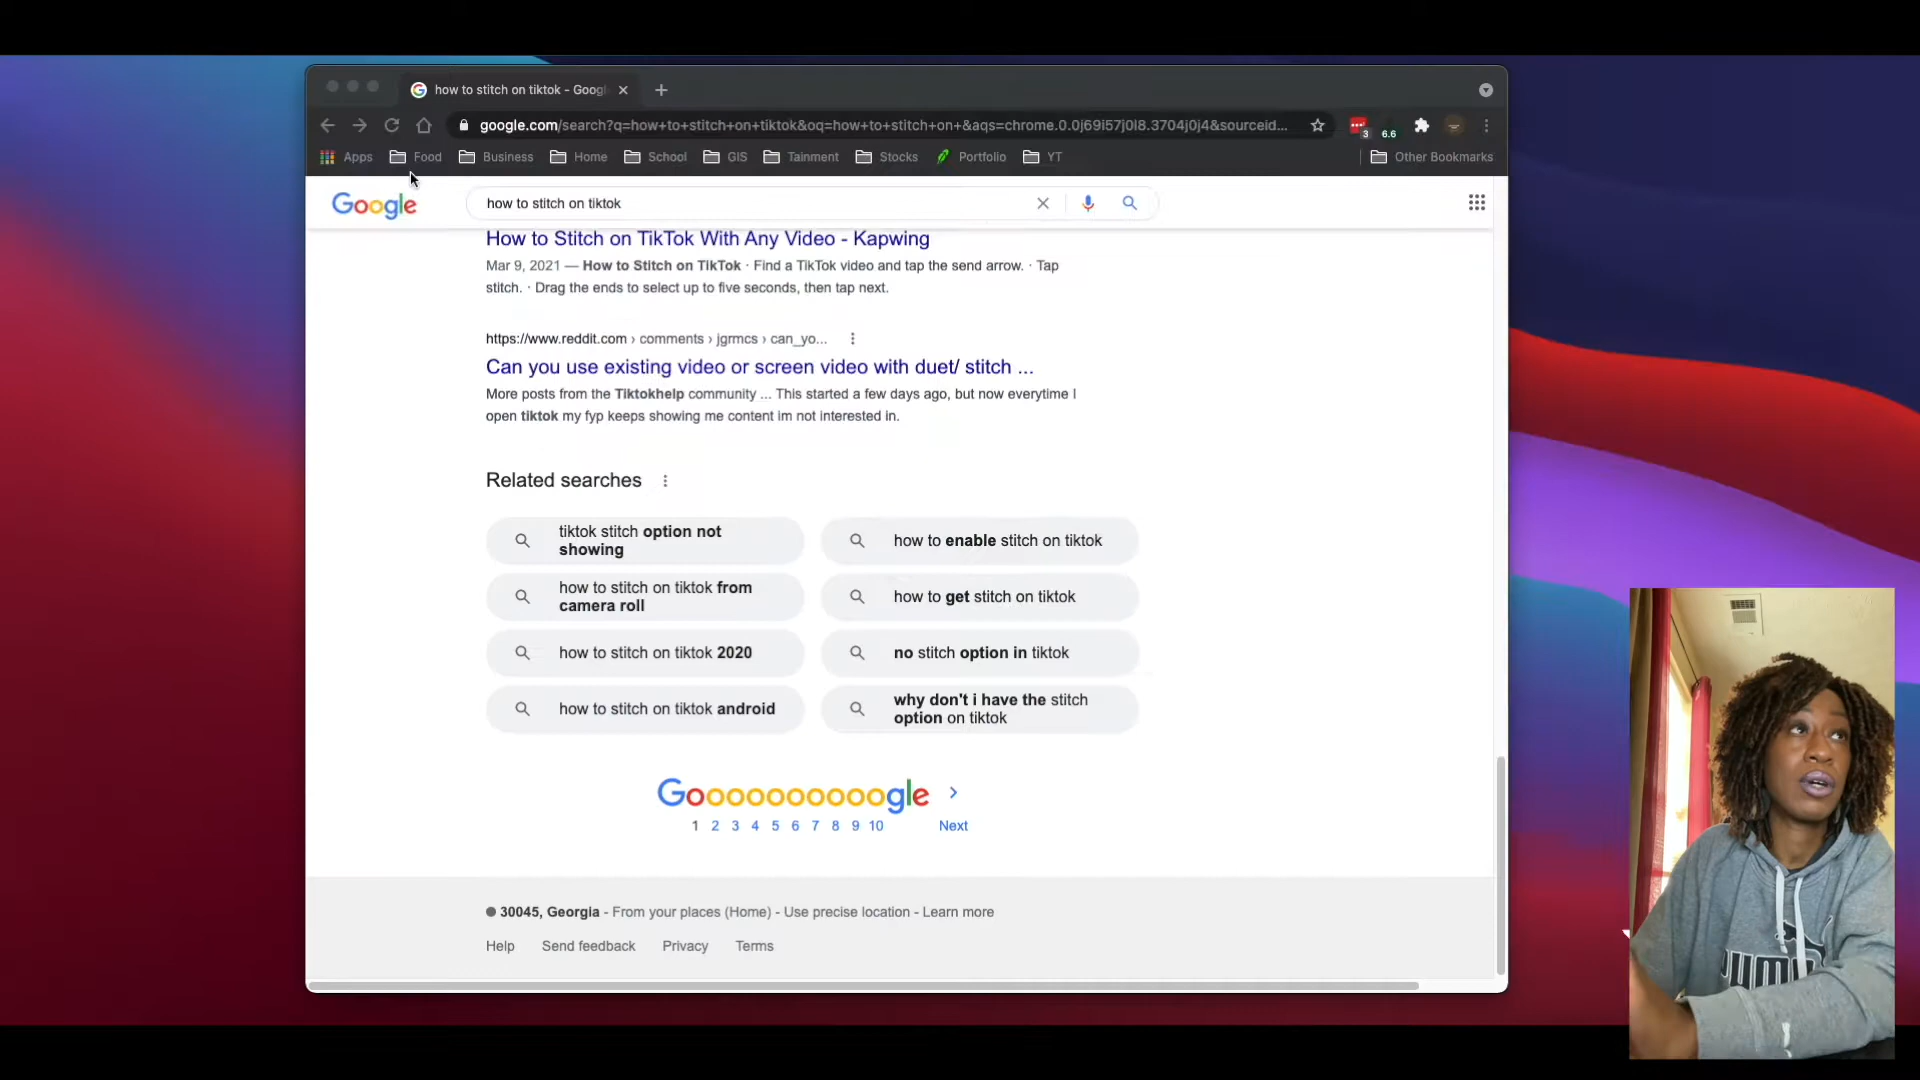 how to stitch on tiktok - Googl
google.com/search?q=how+to+stitch+on+tiktok&oq=how+to+stitch+on+&aqs=chrome.0.0j69i57j0l8.3704j0j4&sourceid...
3
6.6
Apps Food Business Home School GIS Tainment Stocks Portfolio YT Other Bookmarks
Google how to stitch on tiktok
How to Stitch on TikTok With Any Video - Kapwing
Mar 9, 2021 — How to Stitch on TikTok · Find a TikTok video and tap the send arrow. · Tap
stitch. · Drag the ends to select up to five seconds, then tap next.
https://www.reddit.com › comments › jgrmcs › can_yo...
Can you use existing video or screen video with duet/ stitch ...
More posts from the Tiktokhelp community ... This started a few days ago, but now everytime I
open tiktok my fyp keeps showing me content im not interested in.
Related searches
tiktok stitch option not
showing
how to enable stitch on tiktok
how to stitch on tiktok from
camera roll
how to get stitch on tiktok
how to stitch on tiktok 2020
no stitch option in tiktok
how to stitch on tiktok android
why don't i have the stitch
option on tiktok
Goooooooooogle
1 2 3 4 5 6 7 8 9 10 Next
30045, Georgia - From your places (Home) - Use precise location - Learn more
Help Send feedback Privacy Terms
PUMA